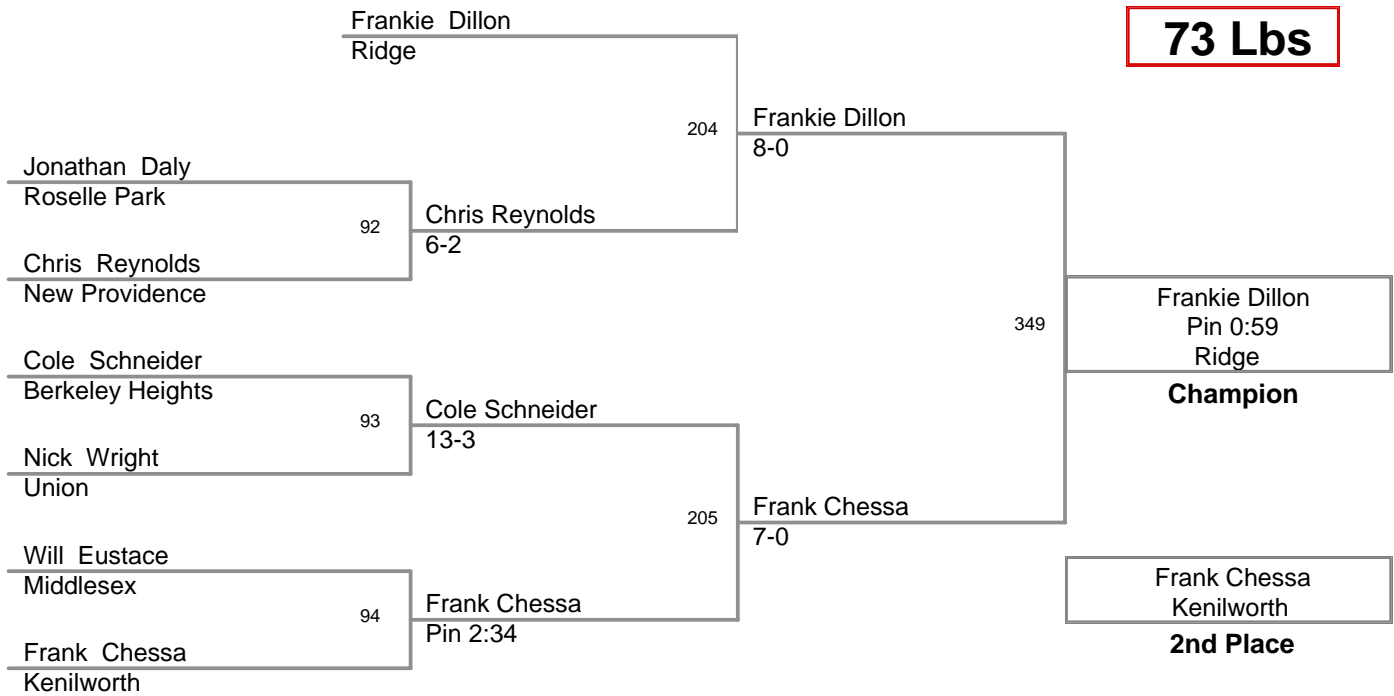 Frankie Dillon
Ridge
73 Lbs
204
Frankie Dillon
8-0
Jonathan Daly
Roselle Park
92
Chris Reynolds
6-2
Chris Reynolds
New Providence
349
Frankie Dillon
Pin 0:59
Ridge
Champion
Cole Schneider
Berkeley Heights
93
Cole Schneider
13-3
Nick Wright
Union
205
Frank Chessa
7-0
Will Eustace
Middlesex
94
Frank Chessa
Pin 2:34
Frank Chessa
Kenilworth
Frank Chessa
Kenilworth
2nd Place